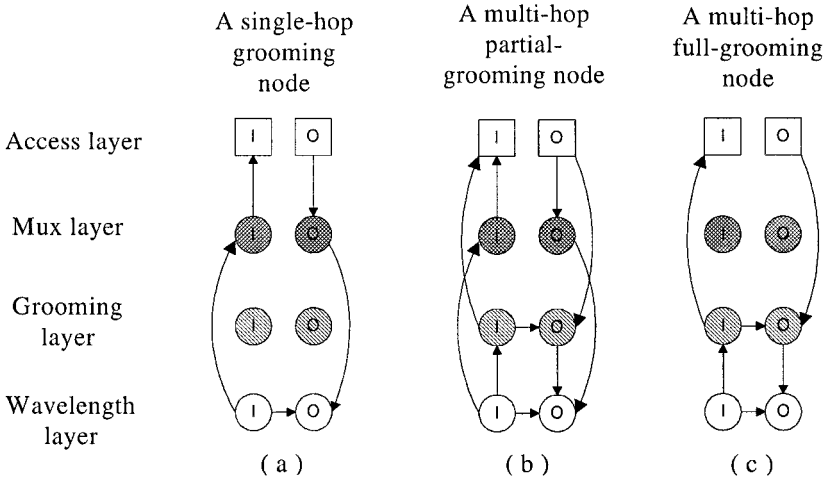 A single-hop
grooming
node
A multi-hop
partial-
grooming node
A multi-hop
full-grooming
node
Access layer
I O I O I O
Mux layer
I O I O I O
Grooming
layer
I O I O I O
Wavelength
layer
I O I O I O
( a ) ( b ) ( c )